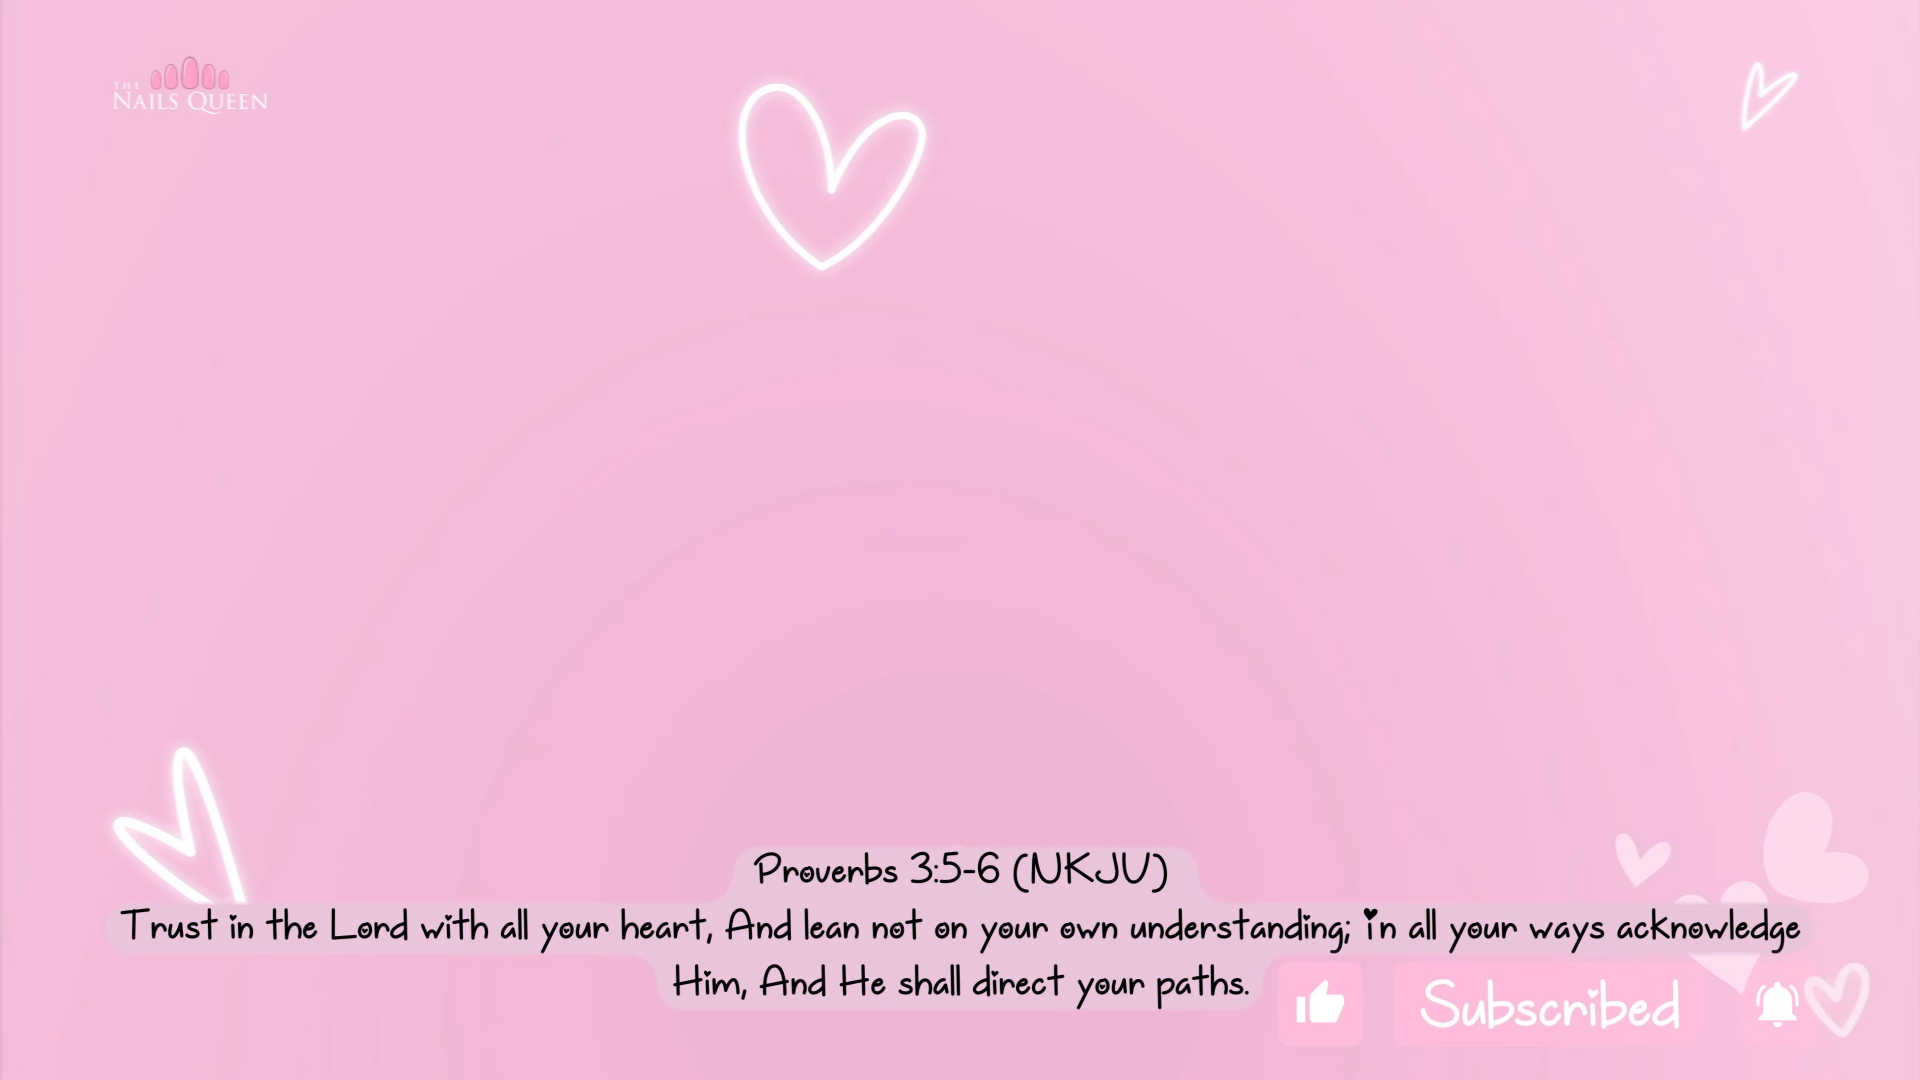 THE
NAILS QUEEN
Proverbs 3:5-6 (NKJV)
Trust in the Lord with all your heart, And lean not on your own understanding; In all your ways acknowledge
Him, And He shall direct your paths.
Subscribed